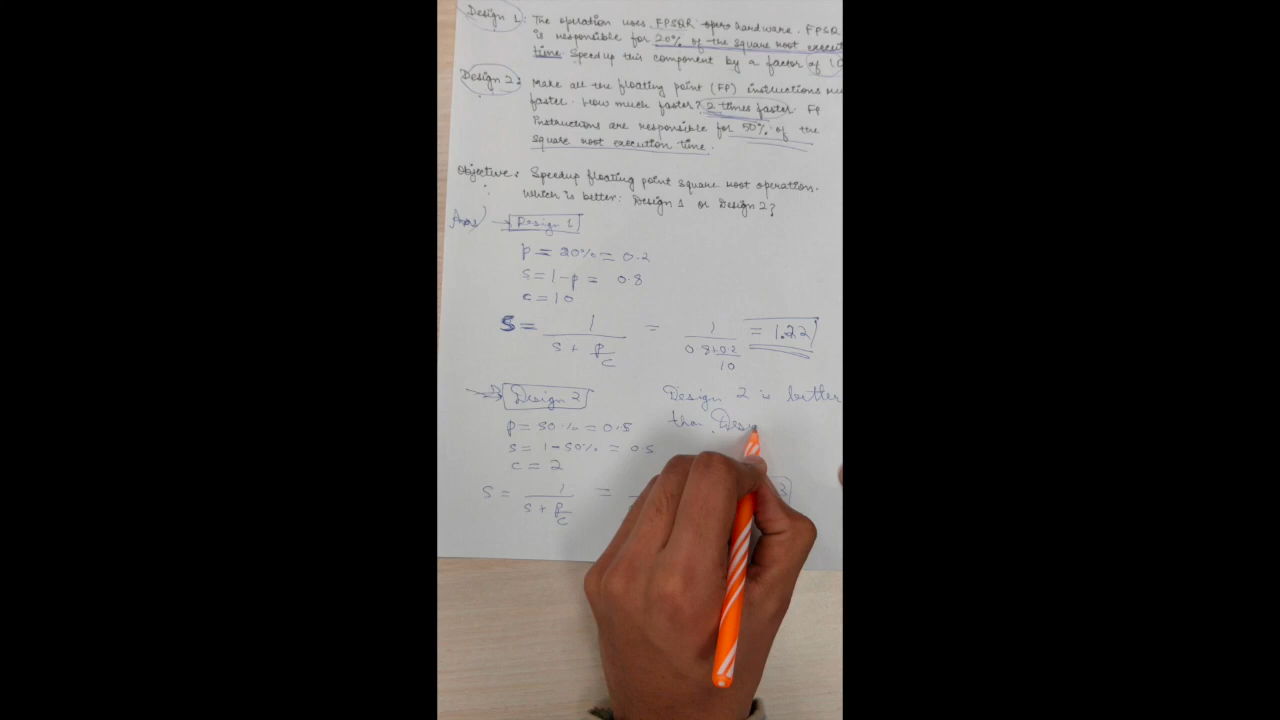 Design 1: The operation uses FPSQR hardware. FPSQ
is responsible for 20% of the square root execut
time. Speedup this component by a factor of 10
Design 2: Make all the floating point (FP) instructions
faster. How much faster? 2 times faster. FP
Instructions are responsible for 50% of the
square root execution time.
Objective: Speedup floating point square root operation.
Which is better: Design 1 or Design 2?
Ans) → Design 1
p = 20% = 0.2
s = 1-p = 0.8
c = 10
S = 1/(s + p/c) = 1/(0.8+0.2/10) = 1.22
→ Design 2
Design 2 is better
than Desig
p = 50% = 0.5
s = 1-50% = 0.5
c = 2
S = 1/(s + p/c) = 3